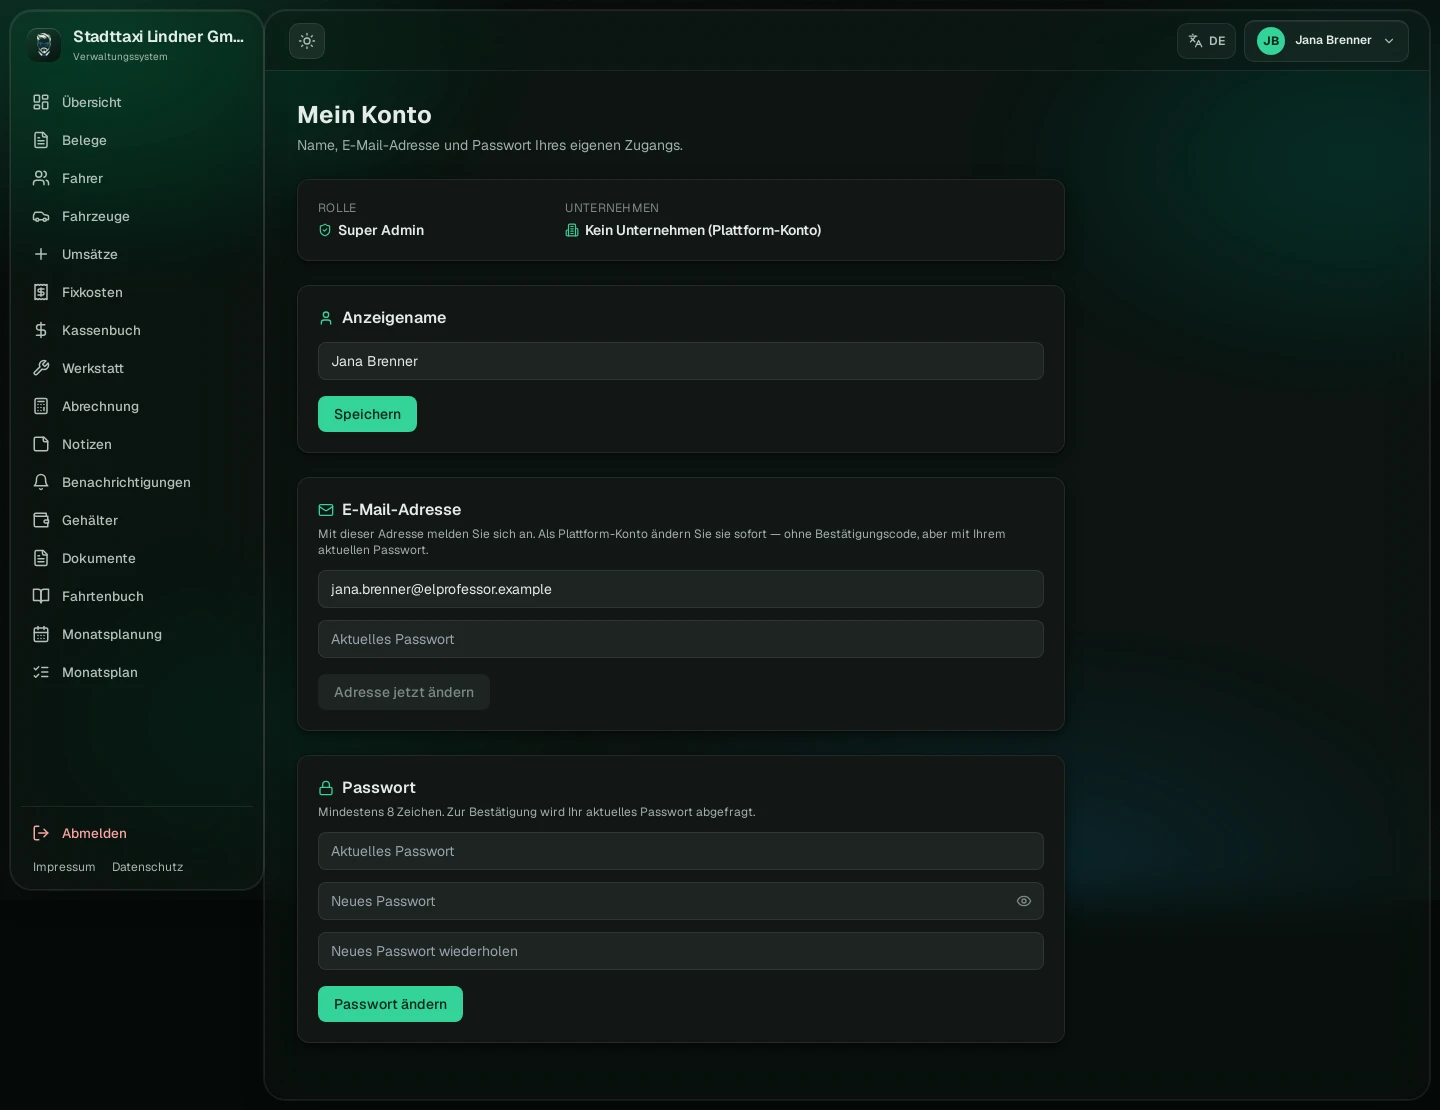 Stadttaxi Lindner Gm...
Verwaltungssystem
Übersicht
Belege
Fahrer
Fahrzeuge
Umsätze
Fixkosten
Kassenbuch
Werkstatt
Abrechnung
Notizen
Benachrichtigungen
Gehälter
Dokumente
Fahrtenbuch
Monatsplanung
Monatsplan
Abmelden
Impressum Datenschutz
DE
JB Jana Brenner
Mein Konto
Name, E-Mail-Adresse und Passwort Ihres eigenen Zugangs.
ROLLE
Super Admin
UNTERNEHMEN
Kein Unternehmen (Plattform-Konto)
Anzeigename
Jana Brenner
Speichern
E-Mail-Adresse
Mit dieser Adresse melden Sie sich an. Als Plattform-Konto ändern Sie sie sofort — ohne Bestätigungscode, aber mit Ihrem
aktuellen Passwort.
jana.brenner@elprofessor.example
Aktuelles Passwort
Adresse jetzt ändern
Passwort
Mindestens 8 Zeichen. Zur Bestätigung wird Ihr aktuelles Passwort abgefragt.
Aktuelles Passwort
Neues Passwort
Neues Passwort wiederholen
Passwort ändern